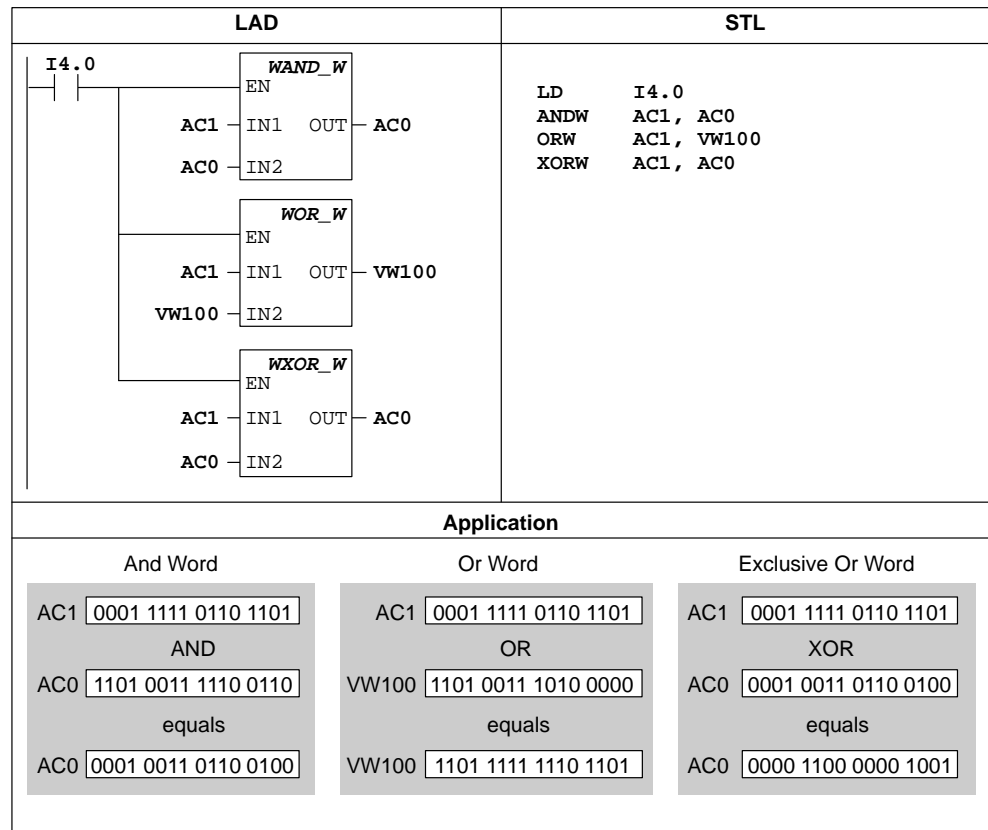 LAD
STL
I4.0
WAND_W
EN
AC1 IN1 OUT AC0
AC0 IN2
WOR_W
EN
AC1 IN1 OUT VW100
VW100 IN2
WXOR_W
EN
AC1 IN1 OUT AC0
AC0 IN2
LD I4.0
ANDW AC1, AC0
ORW AC1, VW100
XORW AC1, AC0
Application
And Word
AC1 0001 1111 0110 1101
AND
AC0 1101 0011 1110 0110
equals
AC0 0001 0011 0110 0100
Or Word
AC1 0001 1111 0110 1101
OR
VW100 1101 0011 1010 0000
equals
VW100 1101 1111 1110 1101
Exclusive Or Word
AC1 0001 1111 0110 1101
XOR
AC0 0001 0011 0110 0100
equals
AC0 0000 1100 0000 1001